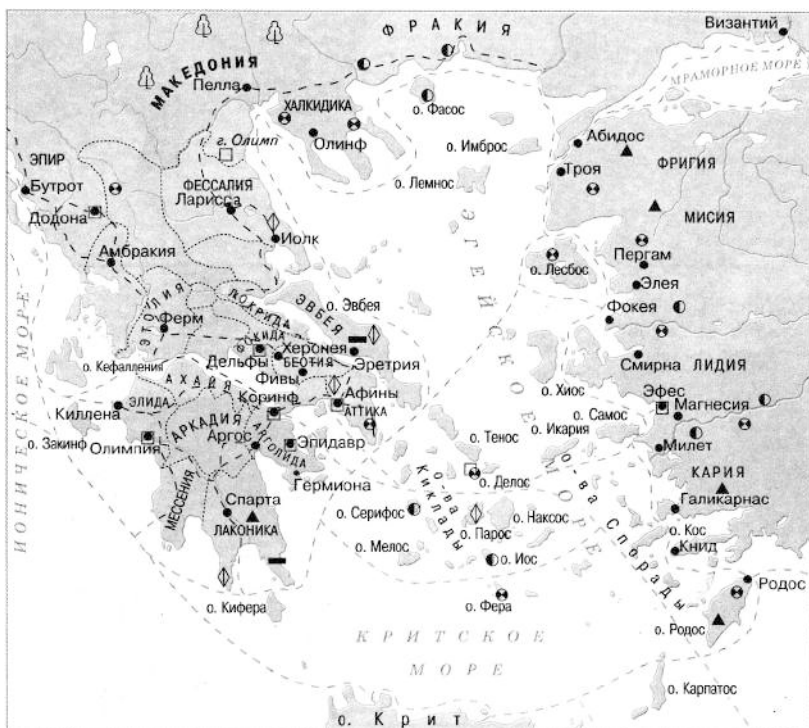 Византий
ФРАКИЯ
МРАМОРНОЕ МОРЕ
МАКЕДОНИЯ
Пелла
ХАЛКИДИКА
о. Фасос
г. Олимп
Олинф
Абидос
о. Имброс
ЭПИР
Троя
ФРИГИЯ
Бутрот
ФЕССАЛИЯ
о. Лемнос
Ларисса
Додона
МИСИЯ
ЭГЕЙСКОЕ МОРЕ
Иолк
Амбракия
Пергам
о. Лесбос
Элея
ИОНИЧЕСКОЕ МОРЕ
ЭТОЛИЯ
ЛОКРИДА
ЭВБЕЯ
о. Эвбея
Фокея
Ферм
ФОКИДА
Херонея
Дельфы
БЕОТИЯ
Эретрия
Смирна
ЛИДИЯ
о. Кефалления
Фивы
АХАЙЯ
о. Хиос
Эфес
Киллена
ЭЛИДА
Коринф
Афины
АТТИКА
о. Самос
Магнесия
АРКАДИЯ
о. Закинф
Олимпия
Аргос
АРГОЛИДА
Эпидавр
о. Тенос
о. Икария
Милет
Гермиона
о. Делос
КАРИЯ
МЕССЕНИЯ
Спарта
о-ва Киклады
о-ва Спорады
Галикарнас
ЛАКОНИКА
о. Серифос
о. Парос
о. Наксос
о. Кос
о. Мелос
о. Иос
Книд
о. Кифера
о. Фера
Родос
о. Родос
КРИТСКОЕ
МОРЕ
о. Карпатос
о. Крит